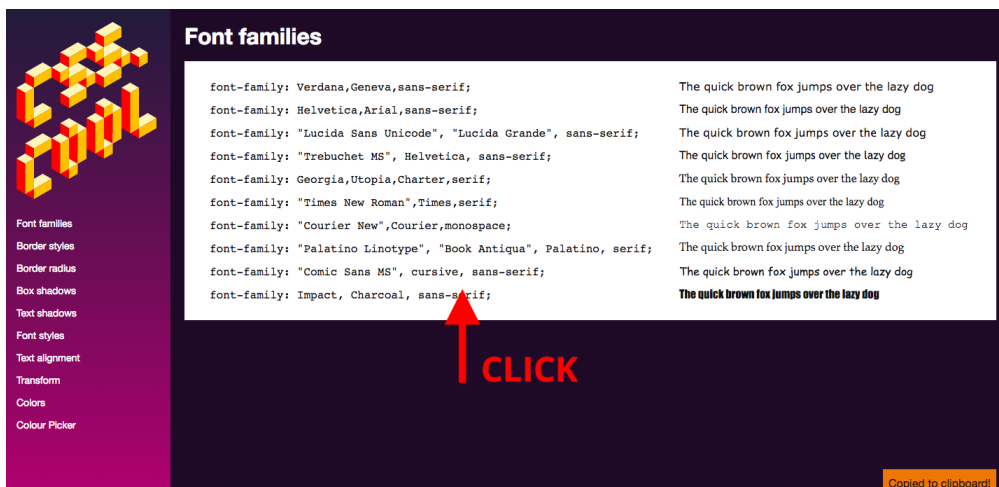 CSS
COOL
Font families
Border styles
Border radius
Box shadows
Text shadows
Font styles
Text alignment
Transform
Colors
Colour Picker
Font families
font-family: Verdana,Geneva,sans-serif; The quick brown fox jumps over the lazy dog
font-family: Helvetica,Arial,sans-serif; The quick brown fox jumps over the lazy dog
font-family: "Lucida Sans Unicode", "Lucida Grande", sans-serif; The quick brown fox jumps over the lazy dog
font-family: "Trebuchet MS", Helvetica, sans-serif; The quick brown fox jumps over the lazy dog
font-family: Georgia,Utopia,Charter,serif; The quick brown fox jumps over the lazy dog
font-family: "Times New Roman",Times,serif; The quick brown fox jumps over the lazy dog
font-family: "Courier New",Courier,monospace; The quick brown fox jumps over the lazy dog
font-family: "Palatino Linotype", "Book Antiqua", Palatino, serif; The quick brown fox jumps over the lazy dog
font-family: "Comic Sans MS", cursive, sans-serif; The quick brown fox jumps over the lazy dog
font-family: Impact, Charcoal, sans-serif; The quick brown fox jumps over the lazy dog
CLICK
Copied to clipboard!